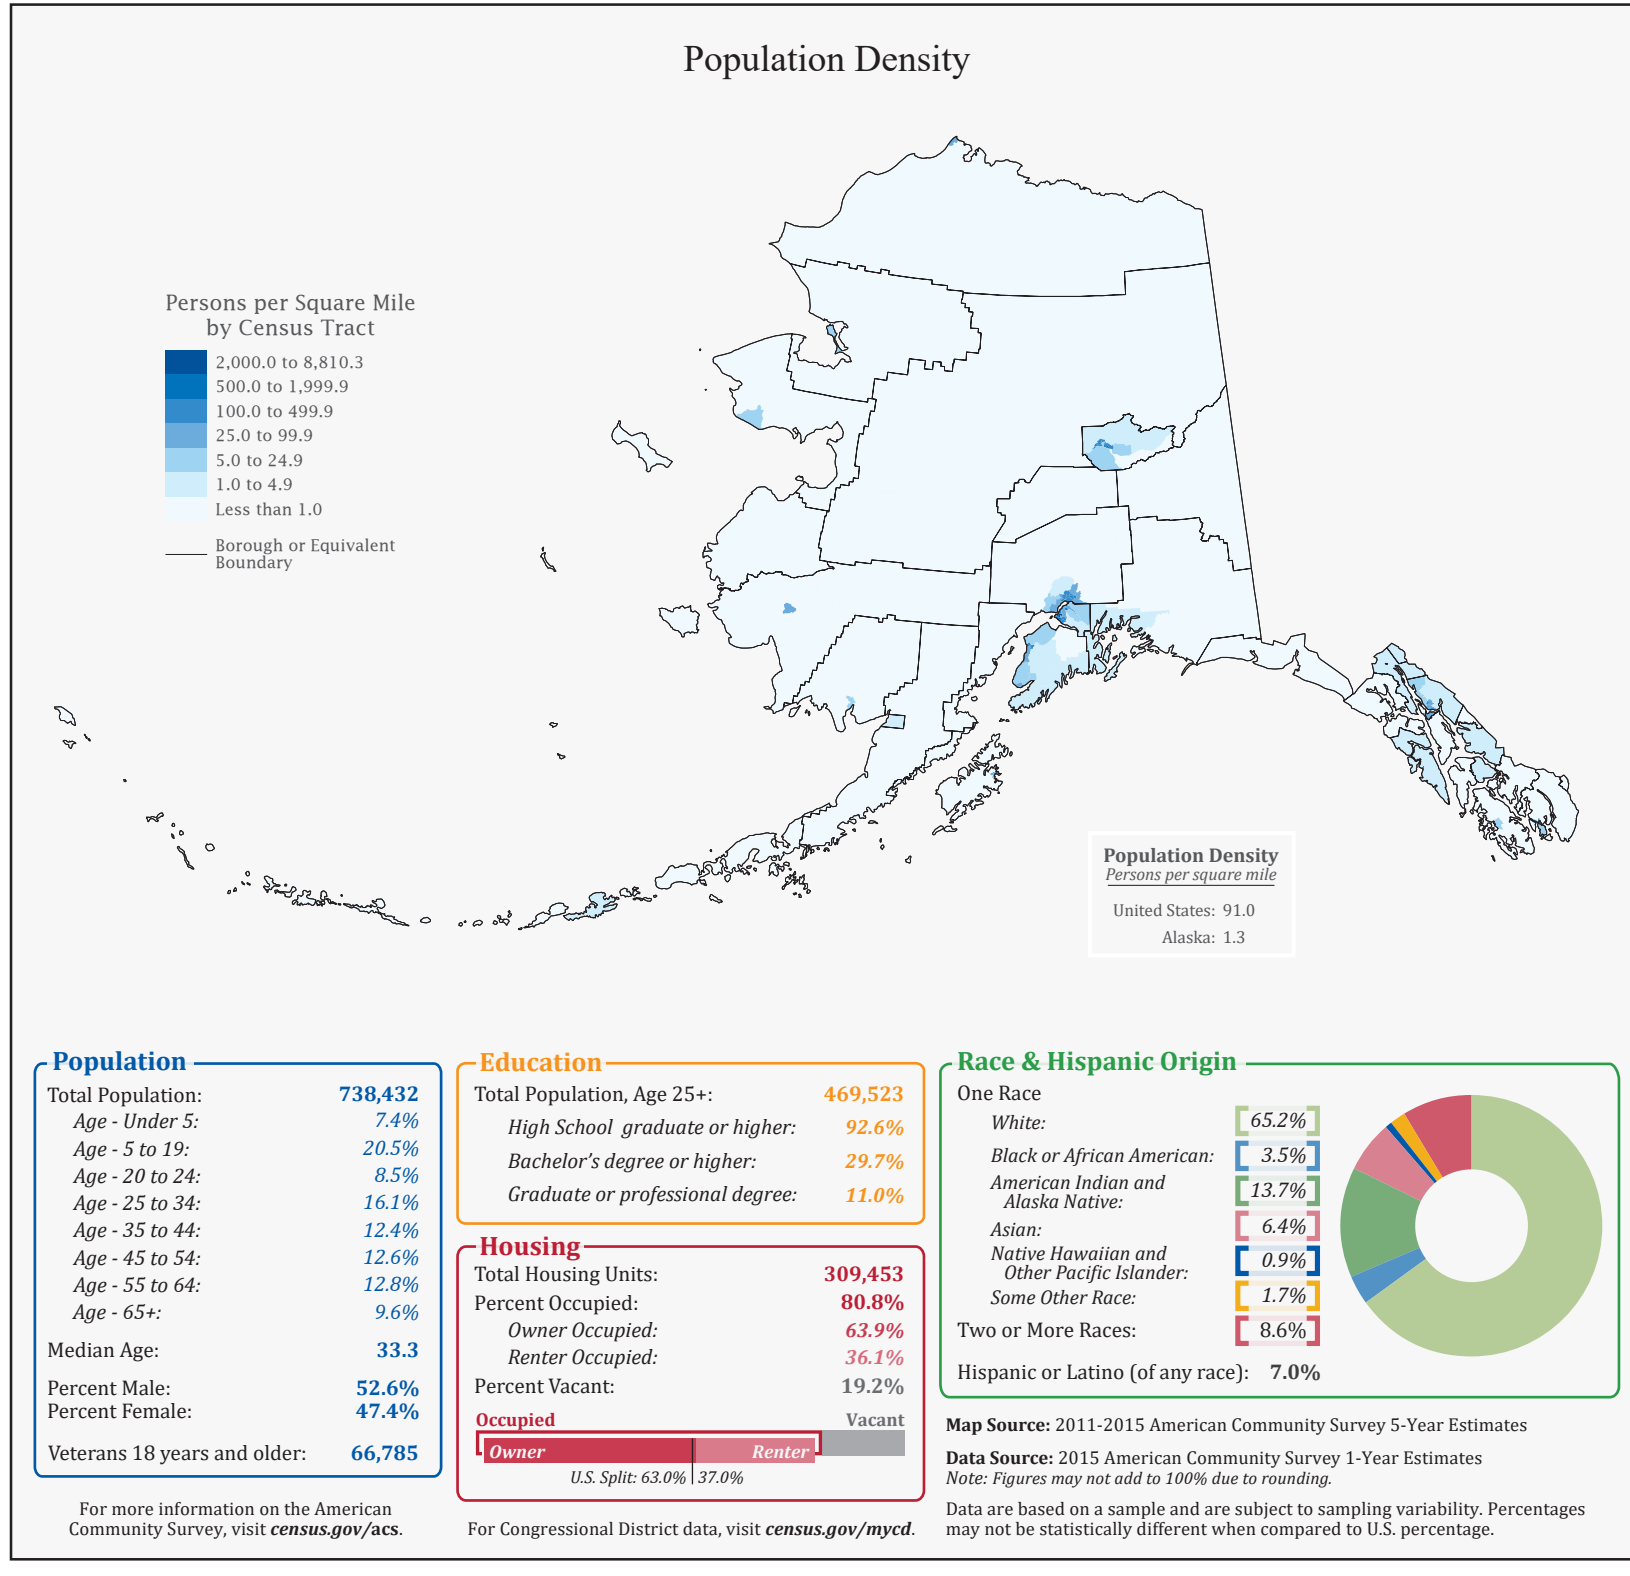 Population Density
Persons per Square Mile
by Census Tract
2,000.0 to 8,810.3
500.0 to 1,999.9
100.0 to 499.9
25.0 to 99.9
5.0 to 24.9
1.0 to 4.9
Less than 1.0
Borough or Equivalent
Boundary
Population Density
Persons per square mile
United States: 91.0
Alaska: 1.3
Population
Total Population: 738,432
Age - Under 5: 7.4%
Age - 5 to 19: 20.5%
Age - 20 to 24: 8.5%
Age - 25 to 34: 16.1%
Age - 35 to 44: 12.4%
Age - 45 to 54: 12.6%
Age - 55 to 64: 12.8%
Age - 65+: 9.6%
Median Age: 33.3
Percent Male: 52.6%
Percent Female: 47.4%
Veterans 18 years and older: 66,785
For more information on the American
Community Survey, visit census.gov/acs.
Education
Total Population, Age 25+: 469,523
High School graduate or higher: 92.6%
Bachelor's degree or higher: 29.7%
Graduate or professional degree: 11.0%
Housing
Total Housing Units: 309,453
Percent Occupied: 80.8%
Owner Occupied: 63.9%
Renter Occupied: 36.1%
Percent Vacant: 19.2%
Occupied Vacant
Owner Renter
U.S. Split: 63.0% 37.0%
For Congressional District data, visit census.gov/mycd.
Race & Hispanic Origin
One Race
White: 65.2%
Black or African American: 3.5%
American Indian and
Alaska Native: 13.7%
Asian: 6.4%
Native Hawaiian and
Other Pacific Islander: 0.9%
Some Other Race: 1.7%
Two or More Races: 8.6%
Hispanic or Latino (of any race): 7.0%
Map Source: 2011-2015 American Community Survey 5-Year Estimates
Data Source: 2015 American Community Survey 1-Year Estimates
Note: Figures may not add to 100% due to rounding.
Data are based on a sample and are subject to sampling variability. Percentages
may not be statistically different when compared to U.S. percentage.